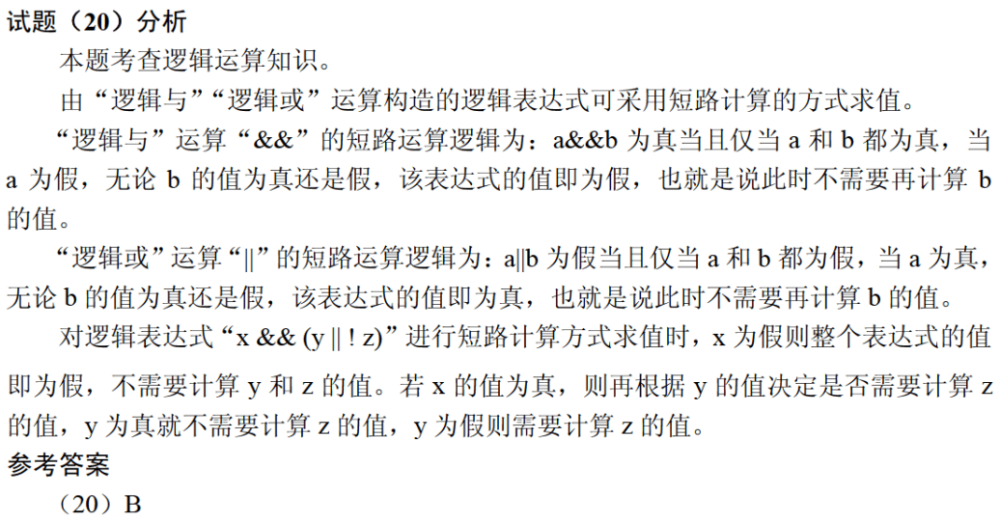 试题（20）分析
本题考查逻辑运算知识。
由“逻辑与”“逻辑或”运算构造的逻辑表达式可采用短路计算的方式求值。
“逻辑与”运算“&&”的短路运算逻辑为：a&&b 为真当且仅当 a 和 b 都为真，当
a 为假，无论 b 的值为真还是假，该表达式的值即为假，也就是说此时不需要再计算 b
的值。
“逻辑或”运算“||”的短路运算逻辑为：a||b 为假当且仅当 a 和 b 都为假，当 a 为真，
无论 b 的值为真还是假，该表达式的值即为真，也就是说此时不需要再计算 b 的值。
对逻辑表达式“x && (y || ! z)”进行短路计算方式求值时，x 为假则整个表达式的值
即为假，不需要计算 y 和 z 的值。若 x 的值为真，则再根据 y 的值决定是否需要计算 z
的值，y 为真就不需要计算 z 的值，y 为假则需要计算 z 的值。
参考答案
（20）B